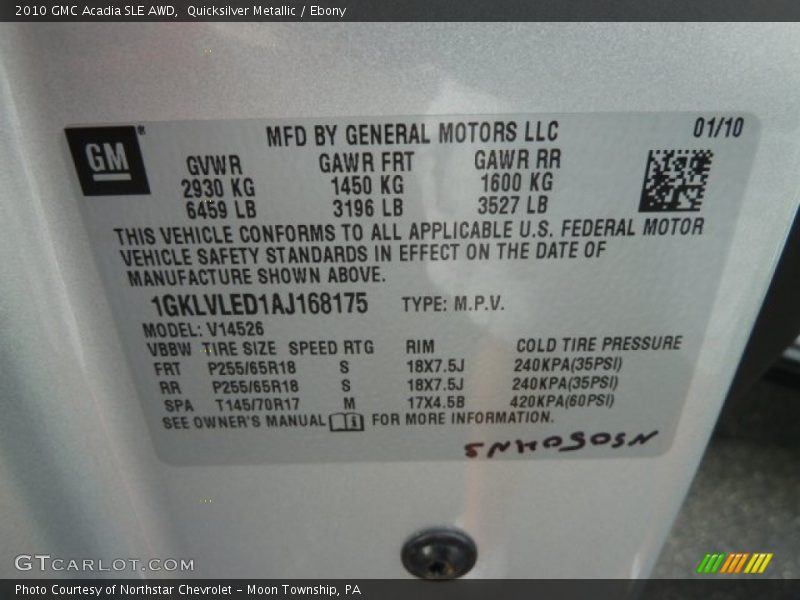 2010 GMC Acadia SLE AWD, Quicksilver Metallic / Ebony
GM
MFD BY GENERAL MOTORS LLC 01/10
GVWR GAWR FRT GAWR RR
2930 KG 1450 KG 1600 KG
6459 LB 3196 LB 3527 LB
THIS VEHICLE CONFORMS TO ALL APPLICABLE U.S. FEDERAL MOTOR
VEHICLE SAFETY STANDARDS IN EFFECT ON THE DATE OF
MANUFACTURE SHOWN ABOVE.
1GKLVLED1AJ168175 TYPE: M.P.V.
MODEL: V14526
VBBW TIRE SIZE SPEED RTG RIM COLD TIRE PRESSURE
FRT P255/65R18 S 18X7.5J 240KPA(35PSI)
RR P255/65R18 S 18X7.5J 240KPA(35PSI)
SPA T145/70R17 M 17X4.5B 420KPA(60PSI)
SEE OWNER'S MANUAL FOR MORE INFORMATION.
GTCARLOT.COM
Photo Courtesy of Northstar Chevrolet – Moon Township, PA